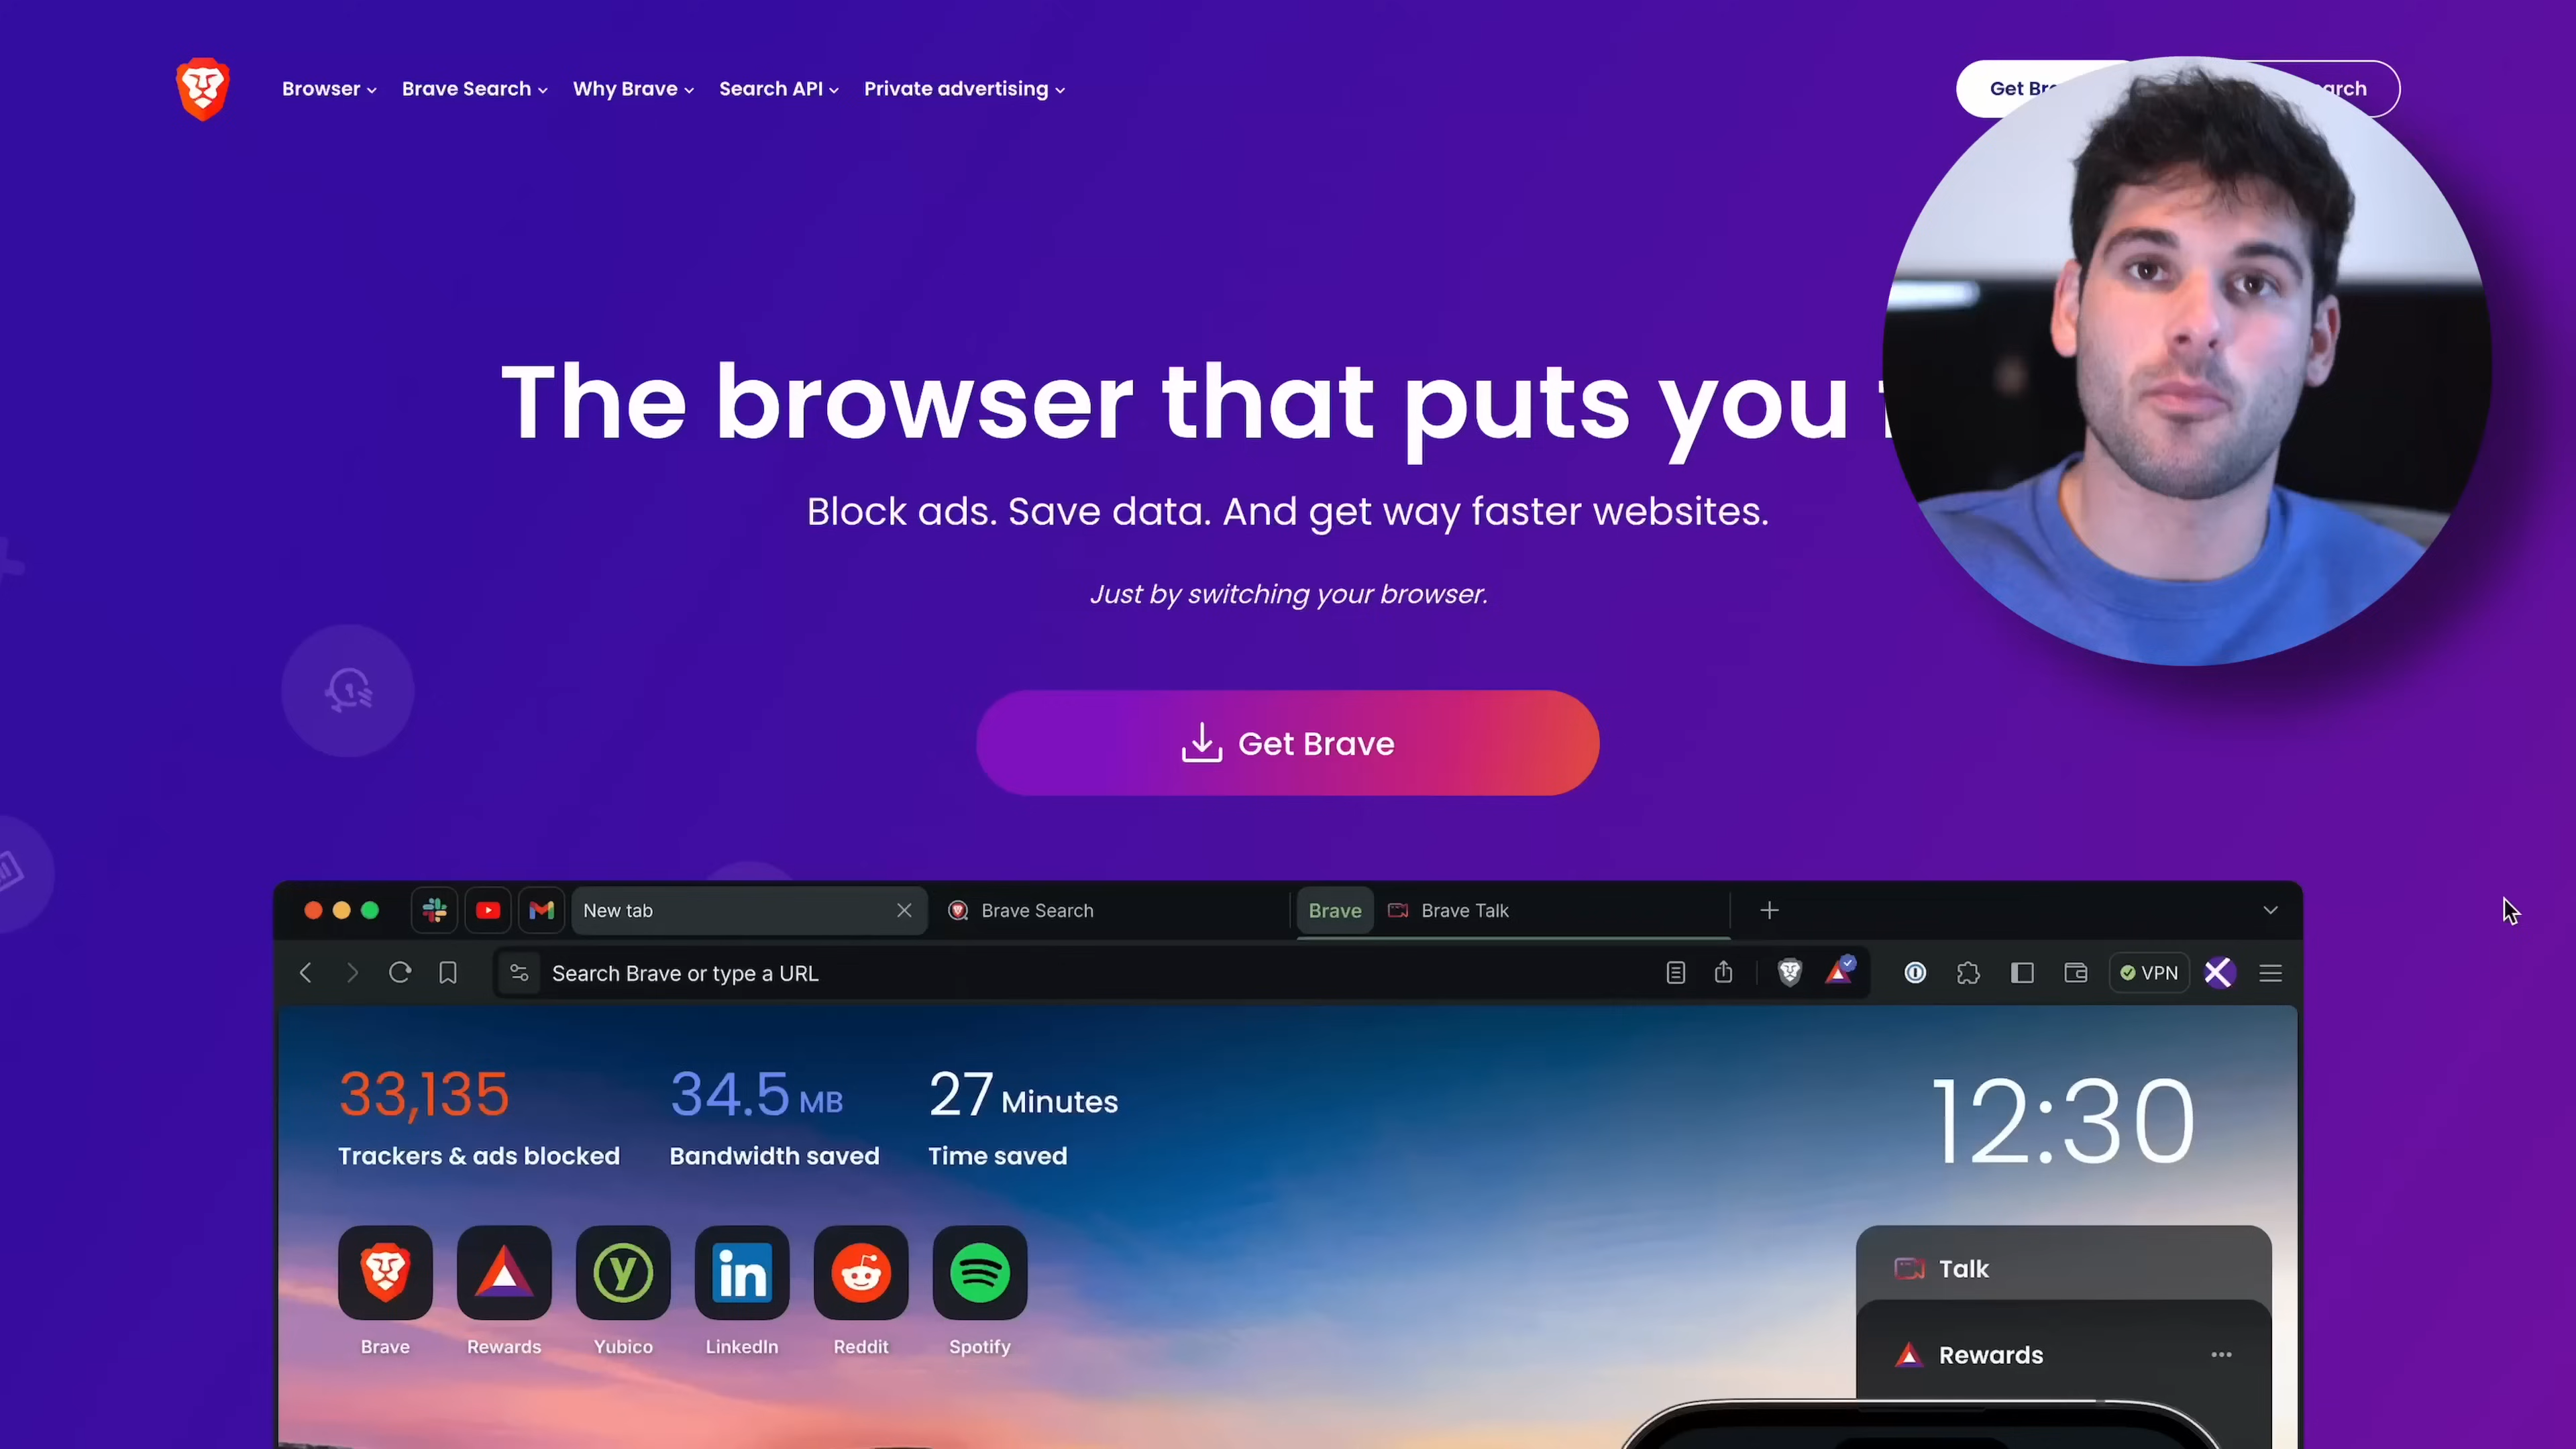 Browser
Brave Search
Why Brave
Search API
Private advertising
Get
The browser that puts you
Block ads. Save data. And get way faster websites.
Just by switching your browser.
Get Brave
New tab
Brave Search
Brave
Brave Talk
Search Brave or type a URL
VPN
33,135
34.5 MB
27 Minutes
12:30
Trackers & ads blocked
Bandwidth saved
Time saved
Talk
Brave
Rewards
Yubico
LinkedIn
Reddit
Spotify
Rewards